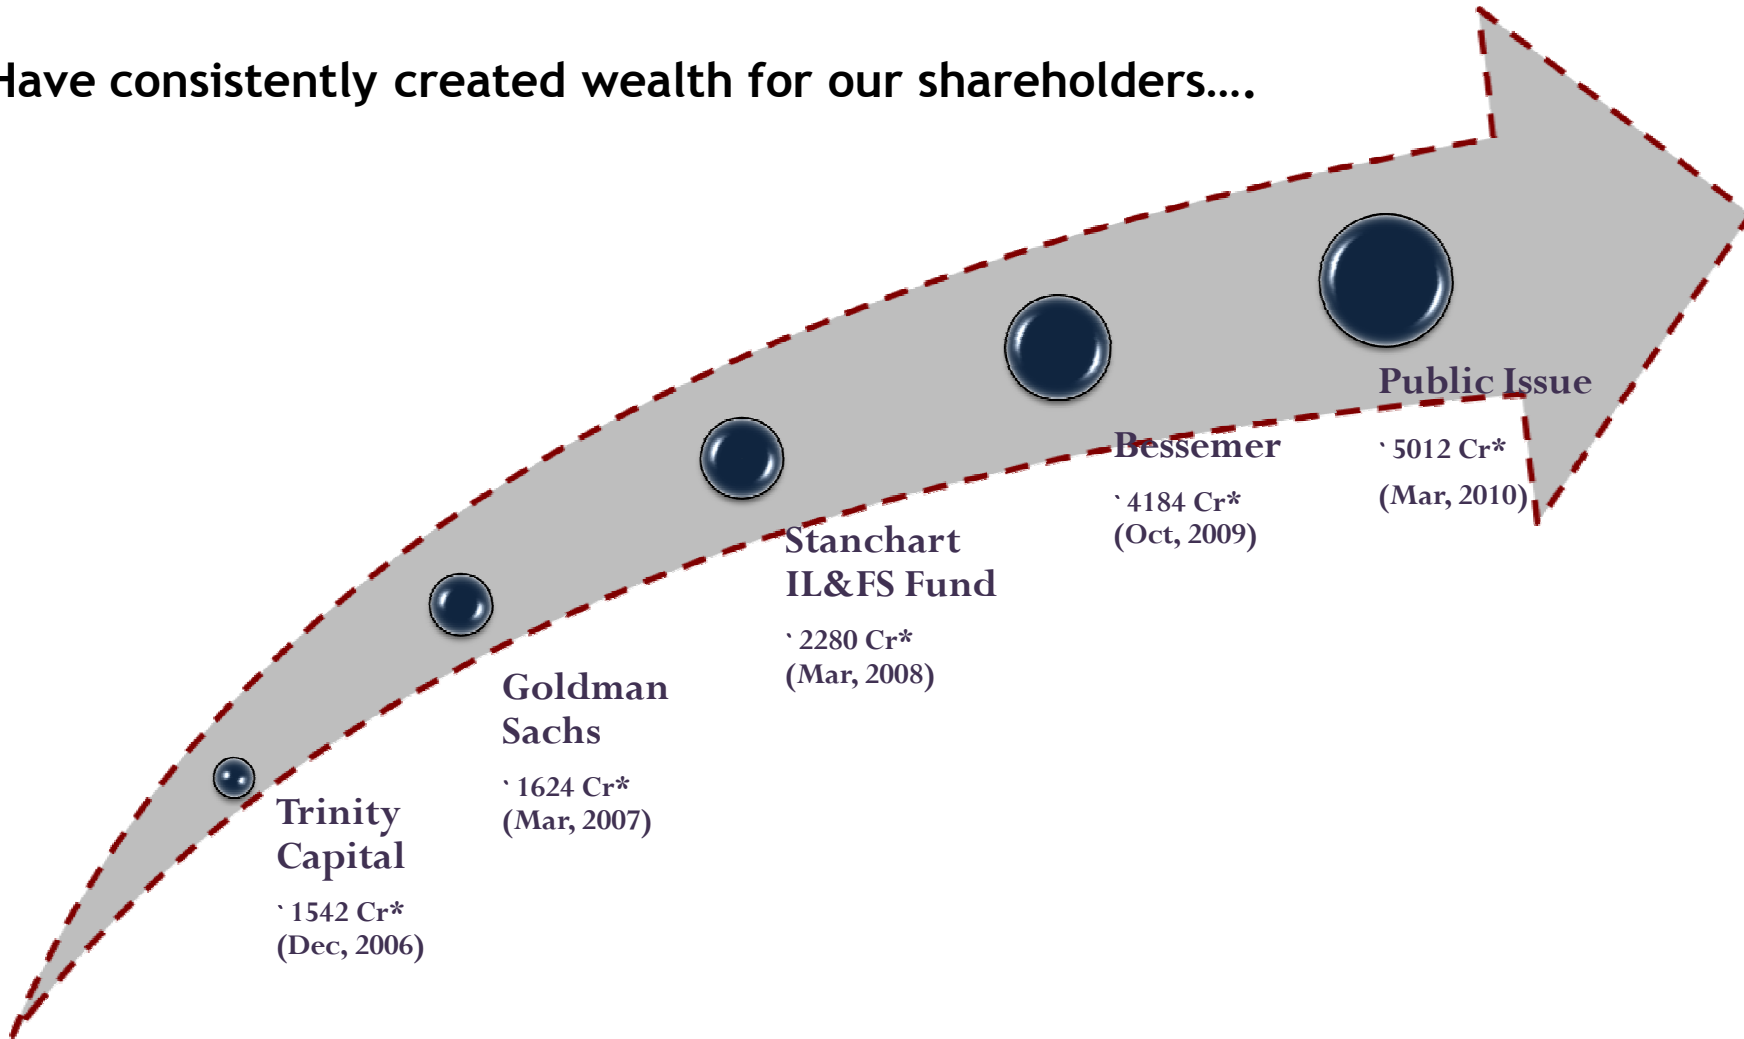 Have consistently created wealth for our shareholders….
Public Issue
` 5012 Cr*
(Mar, 2010)
Bessemer
` 4184 Cr*
(Oct, 2009)
Stanchart
IL&FS Fund
` 2280 Cr*
(Mar, 2008)
Goldman
Sachs
` 1624 Cr*
(Mar, 2007)
Trinity
Capital
` 1542 Cr*
(Dec, 2006)